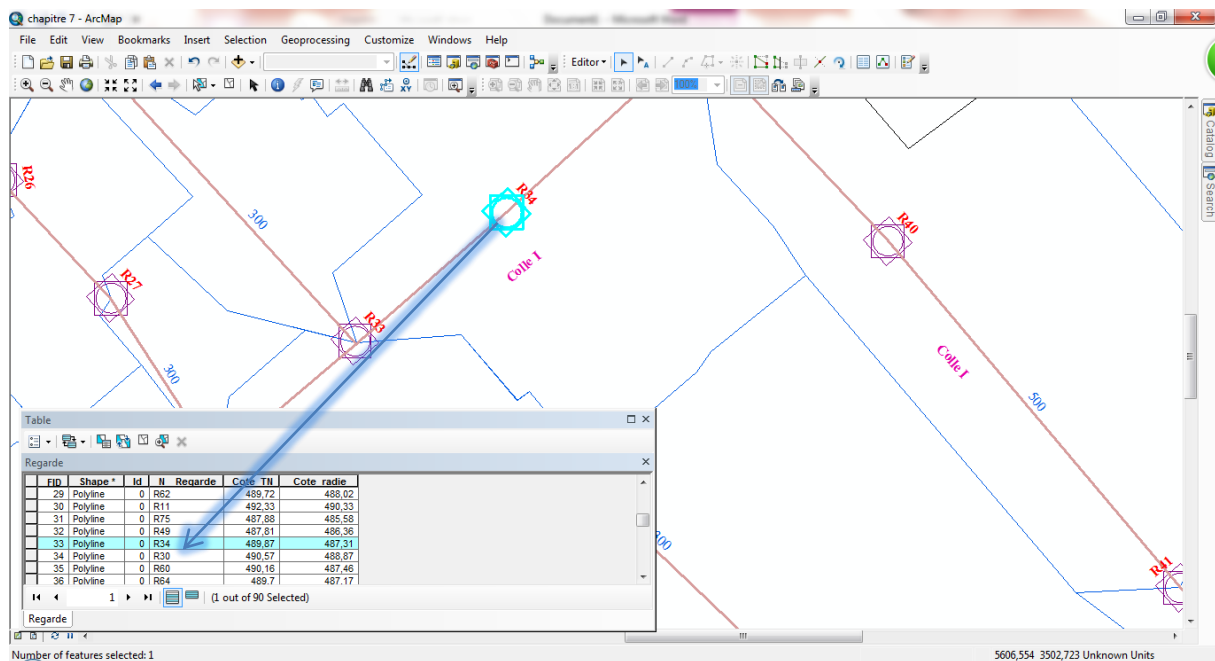 chapitre 7 - ArcMap
File Edit View Bookmarks Insert Selection Geoprocessing Customize Windows Help
Editor
100%
R26
300
R34
R40
Colle I
R27
R33
Colle I
300
500
300
R41
Catalog
Search
Table
Regarde
FID Shape * Id N_Regarde Cote_TN Cote_radie
29 Polyline 0 R62 489,72 488,02
30 Polyline 0 R11 492,33 490,33
31 Polyline 0 R75 487,88 485,58
32 Polyline 0 R49 487,81 486,36
33 Polyline 0 R34 489,87 487,31
34 Polyline 0 R30 490,57 488,87
35 Polyline 0 R60 490,16 487,46
36 Polyline 0 R64 489,7 487,17
1 (1 out of 90 Selected)
Regarde
Number of features selected: 1
5606,554 3502,723 Unknown Units